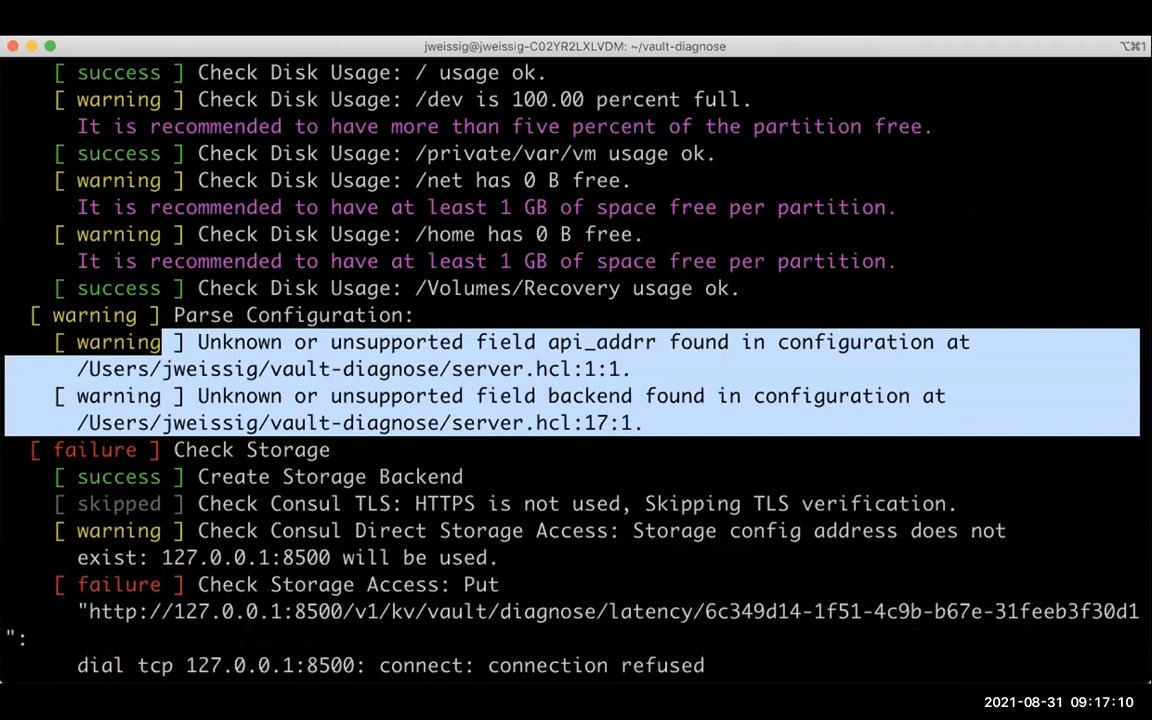 jweissig@jweissig-C02YR2LXLVDM: ~/vault-diagnose
⌥⌘1
[ success ] Check Disk Usage: / usage ok.
[ warning ] Check Disk Usage: /dev is 100.00 percent full.
It is recommended to have more than five percent of the partition free.
[ success ] Check Disk Usage: /private/var/vm usage ok.
[ warning ] Check Disk Usage: /net has 0 B free.
It is recommended to have at least 1 GB of space free per partition.
[ warning ] Check Disk Usage: /home has 0 B free.
It is recommended to have at least 1 GB of space free per partition.
[ success ] Check Disk Usage: /Volumes/Recovery usage ok.
[ warning ] Parse Configuration:
[ warning ] Unknown or unsupported field api_addrr found in configuration at
/Users/jweissig/vault-diagnose/server.hcl:1:1.
[ warning ] Unknown or unsupported field backend found in configuration at
/Users/jweissig/vault-diagnose/server.hcl:17:1.
[ failure ] Check Storage
[ success ] Create Storage Backend
[ skipped ] Check Consul TLS: HTTPS is not used, Skipping TLS verification.
[ warning ] Check Consul Direct Storage Access: Storage config address does not
exist: 127.0.0.1:8500 will be used.
[ failure ] Check Storage Access: Put
"http://127.0.0.1:8500/v1/kv/vault/diagnose/latency/6c349d14-1f51-4c9b-b67e-31feeb3f30d1
":
dial tcp 127.0.0.1:8500: connect: connection refused
2021-08-31 09:17:10